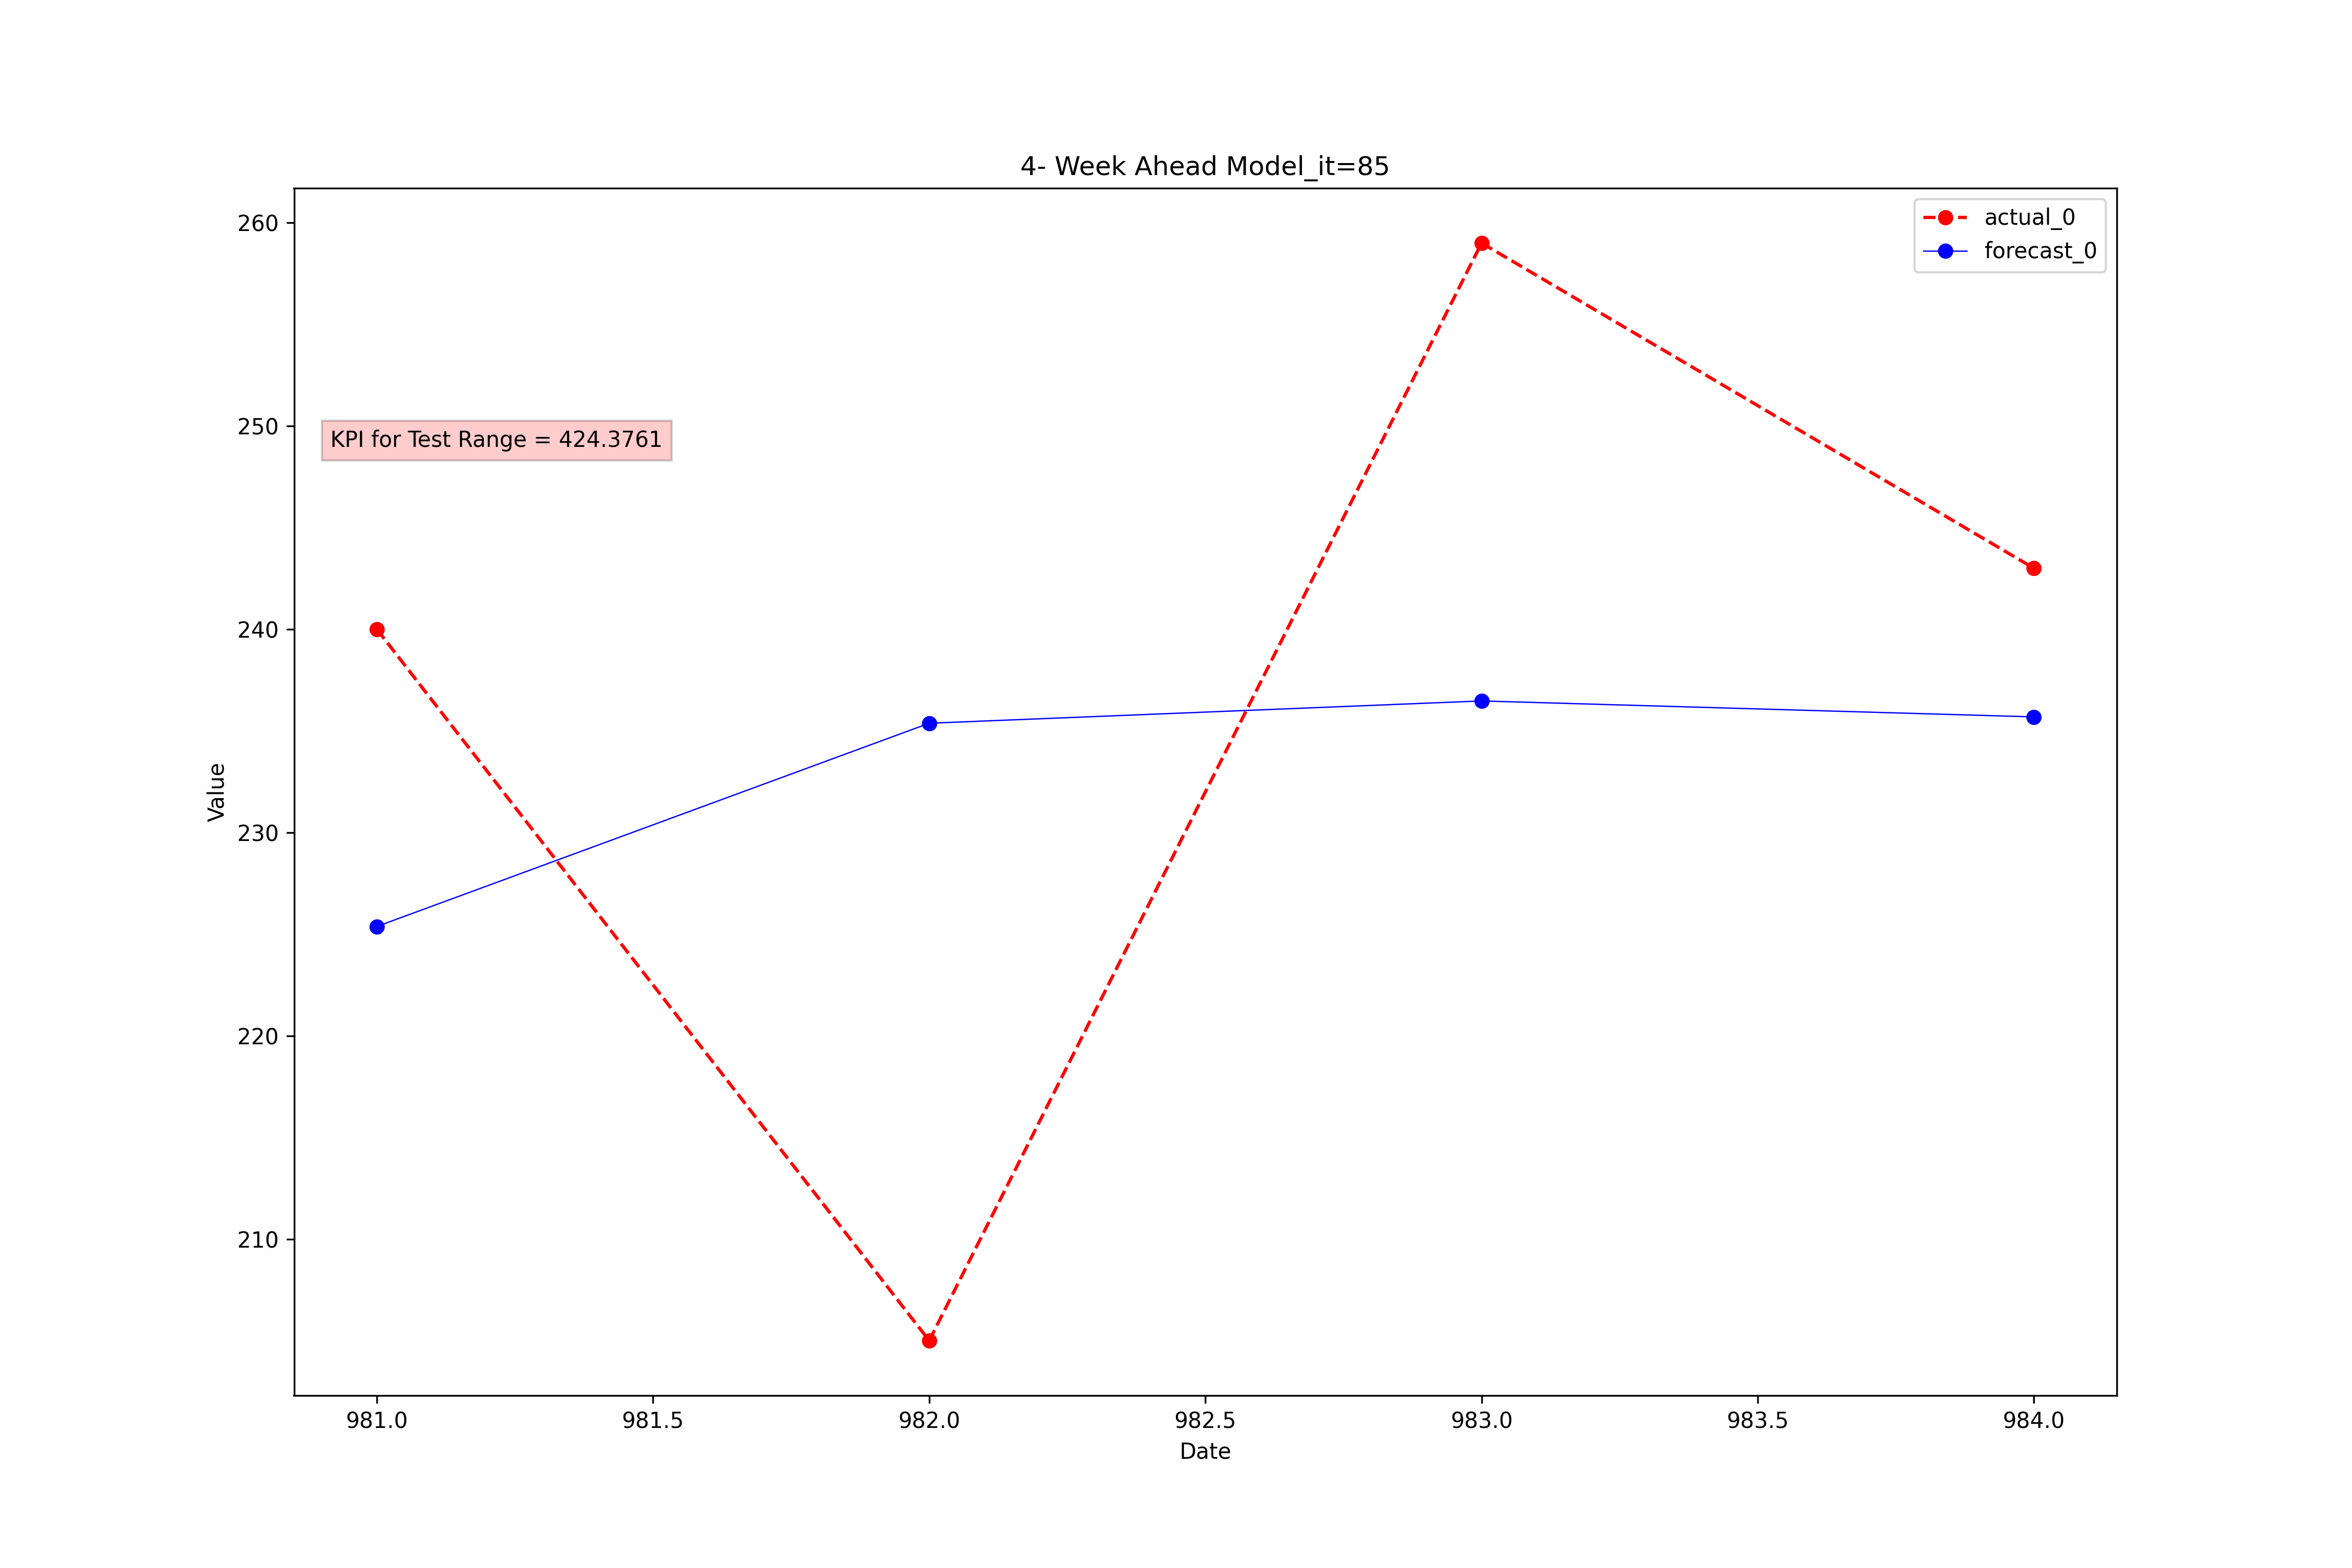 4- Week Ahead Model_it=85
260
250
240
230
220
210
Value
KPI for Test Range = 424.3761
actual_0
forecast_0
981.0 981.5 982.0 982.5 983.0 983.5 984.0
Date